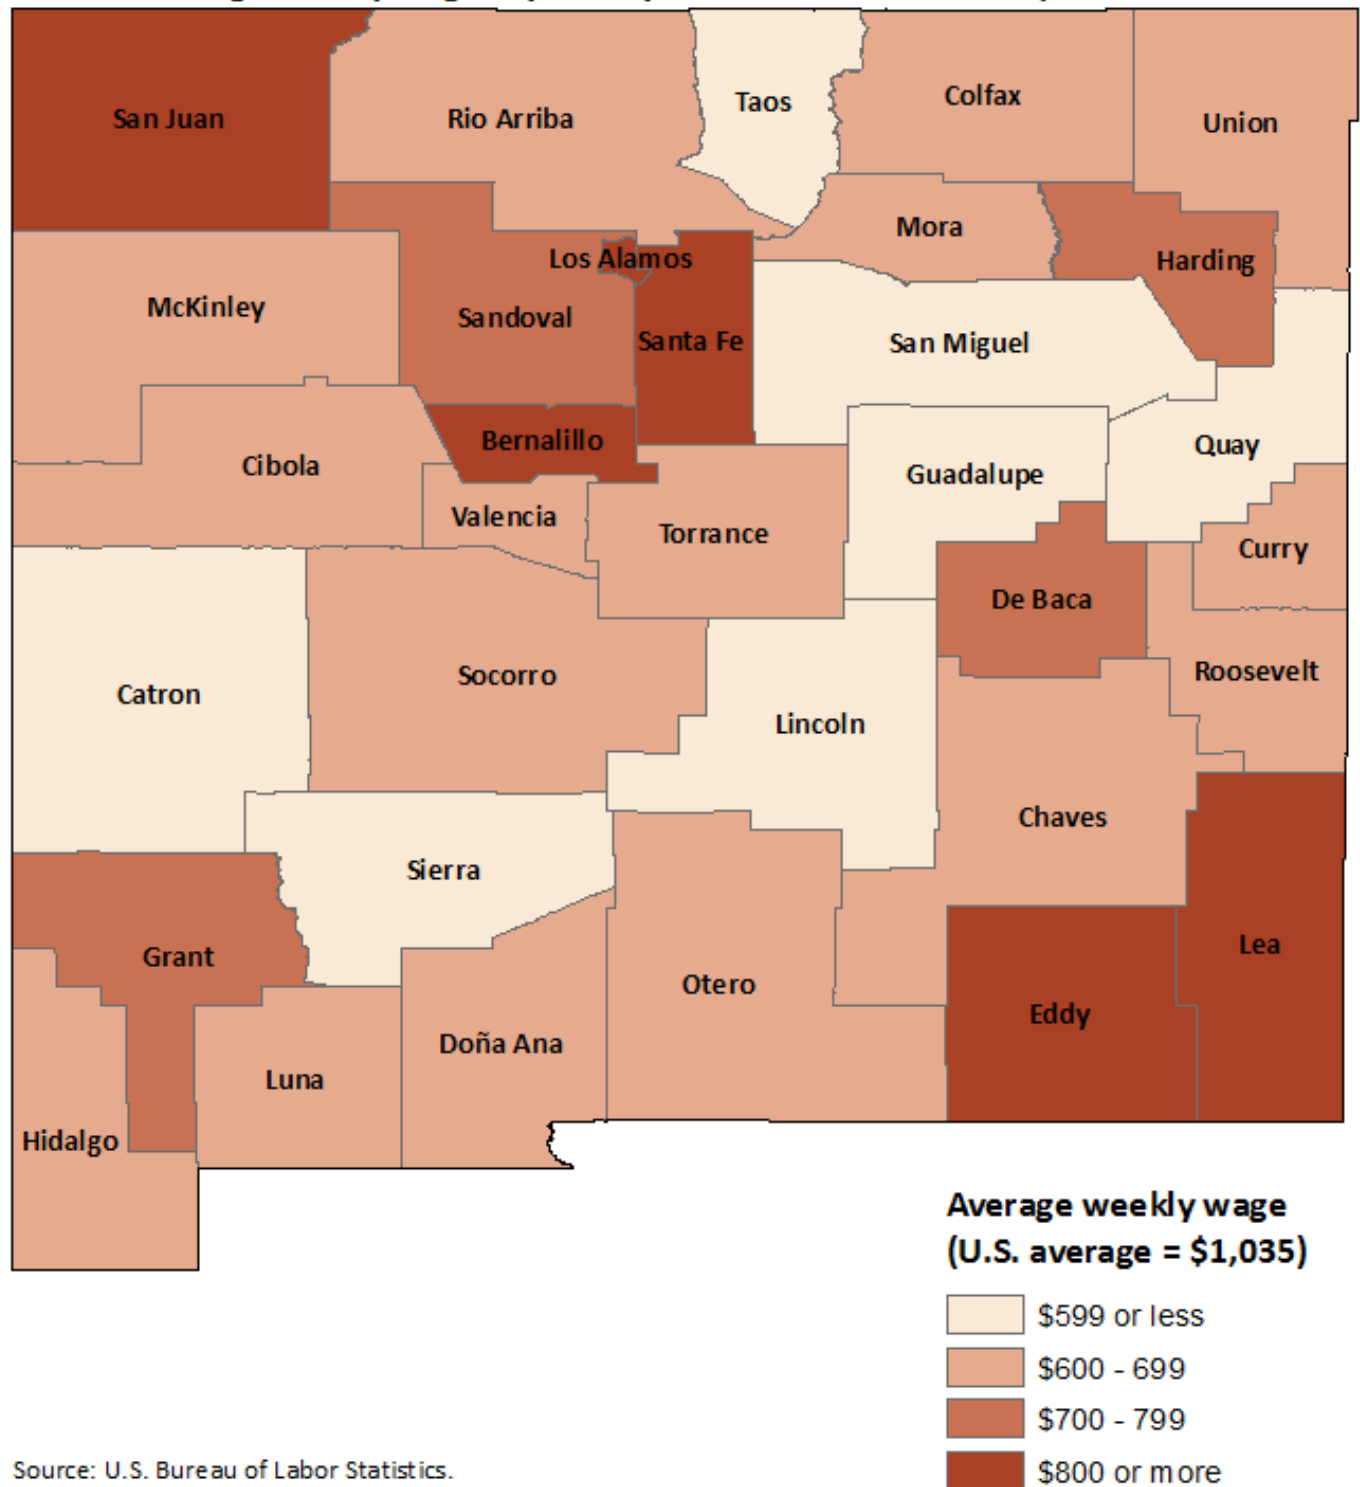 San Juan
Rio Arriba
Taos
Colfax
Union
Mora
Harding
Los Alamos
McKinley
Sandoval
Santa Fe
San Miguel
Bernalillo
Cibola
Quay
Guadalupe
Valencia
Torrance
Curry
De Baca
Roosevelt
Socorro
Catron
Lincoln
Chaves
Sierra
Grant
Lea
Otero
Eddy
Doña Ana
Luna
Hidalgo
Average weekly wage
(U.S. average = $1,035)
$599 or less
$600 - 699
$700 - 799
$800 or more
Source: U.S. Bureau of Labor Statistics.